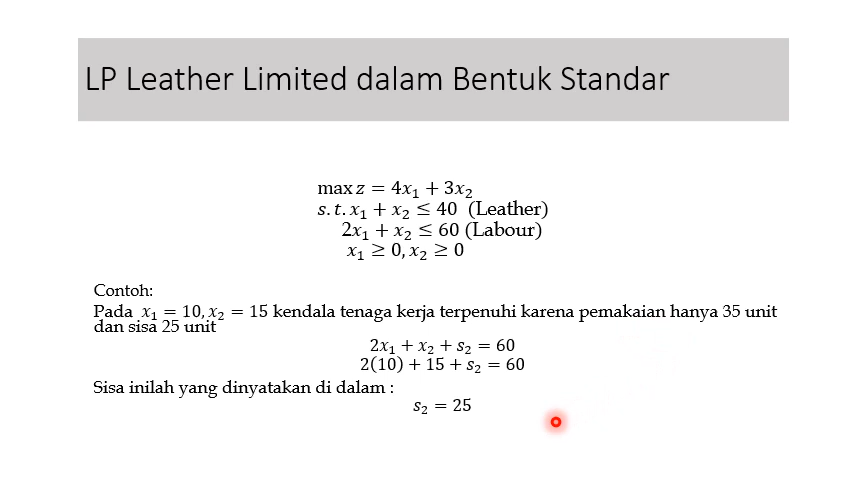 LP Leather Limited dalam Bentuk Standar
max z = 4x₁ + 3x₂
s.t. x₁ + x₂ ≤ 40 (Leather)
2x₁ + x₂ ≤ 60 (Labour)
x₁ ≥ 0, x₂ ≥ 0
Contoh:
Pada x₁ = 10, x₂ = 15 kendala tenaga kerja terpenuhi karena pemakaian hanya 35 unit
dan sisa 25 unit
2x₁ + x₂ + s₂ = 60
2(10) + 15 + s₂ = 60
Sisa inilah yang dinyatakan di dalam :
s₂ = 25